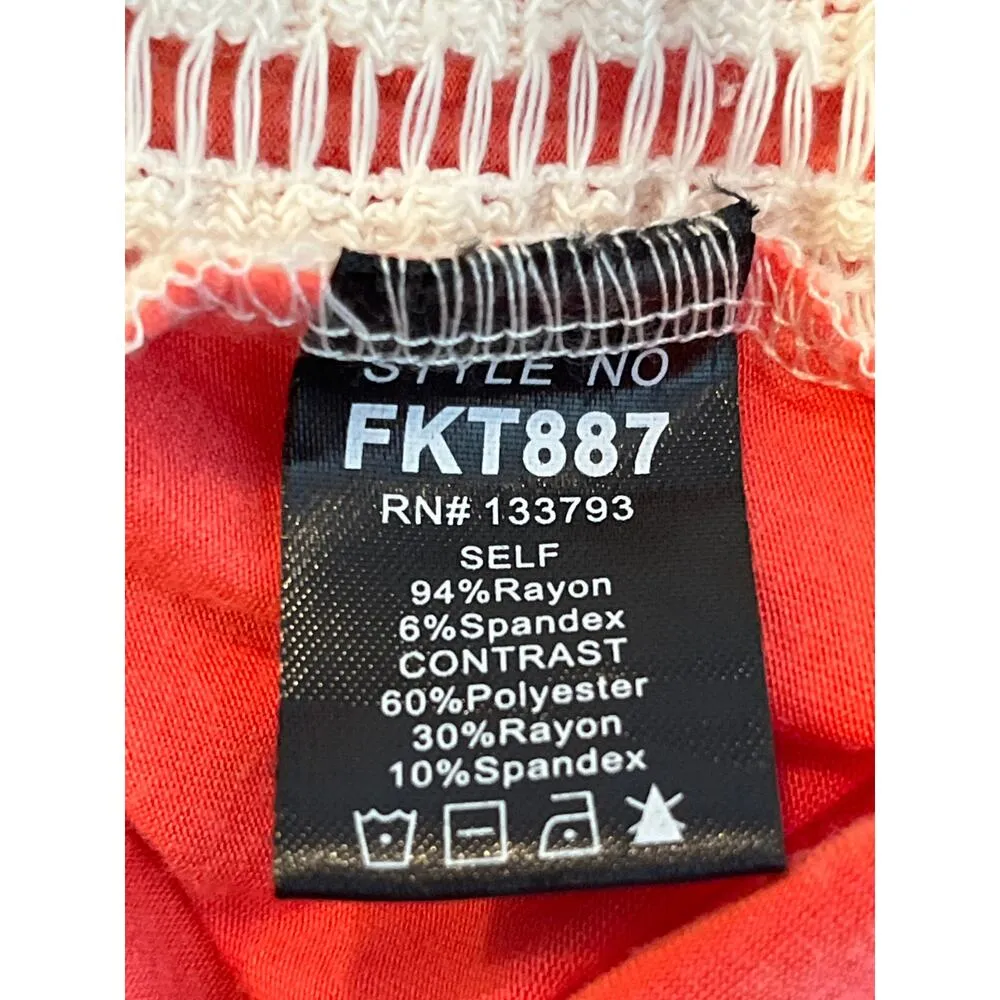 STYLE NO
FKT887
RN# 133793
SELF
94%Rayon
6%Spandex
CONTRAST
60%Polyester
30%Rayon
10%Spandex